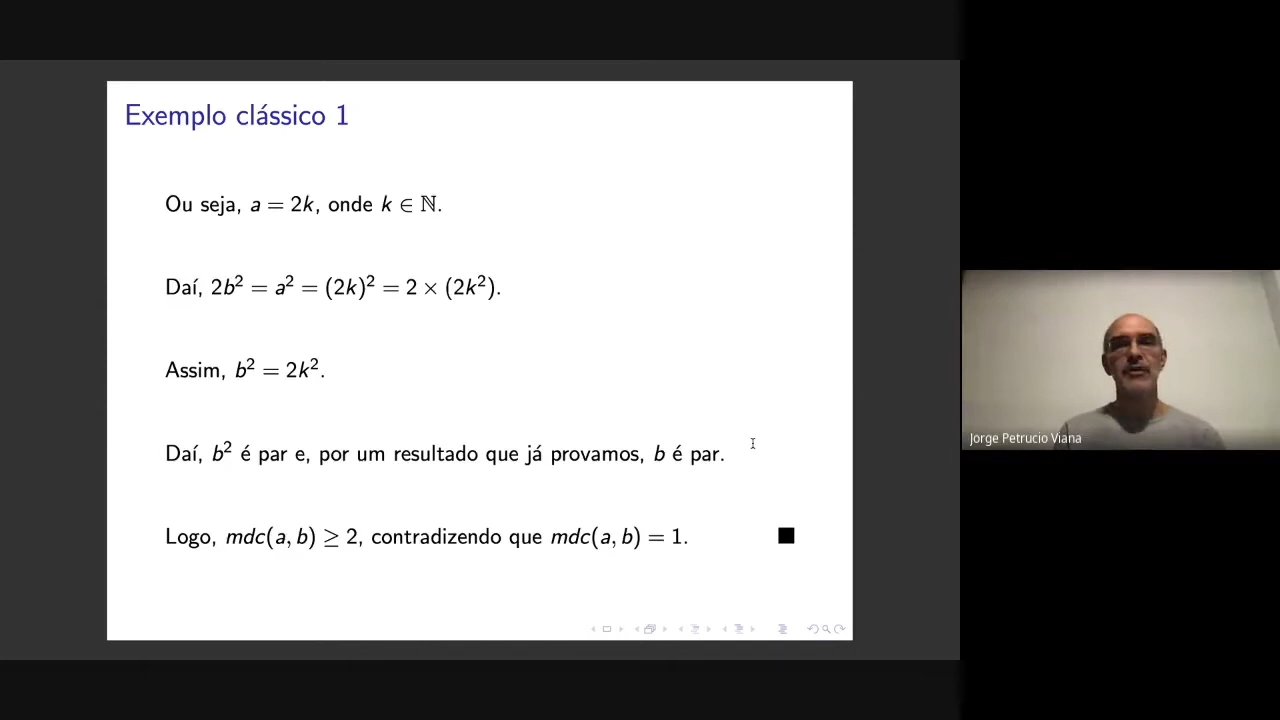 Exemplo clássico 1
Ou seja, a = 2k, onde k ∈ ℕ.
Daí, 2b² = a² = (2k)² = 2 × (2k²).
Assim, b² = 2k².
Daí, b² é par e, por um resultado que já provamos, b é par.
Logo, mdc(a, b) ≥ 2, contradizendo que mdc(a, b) = 1.
Jorge Petrucio Viana